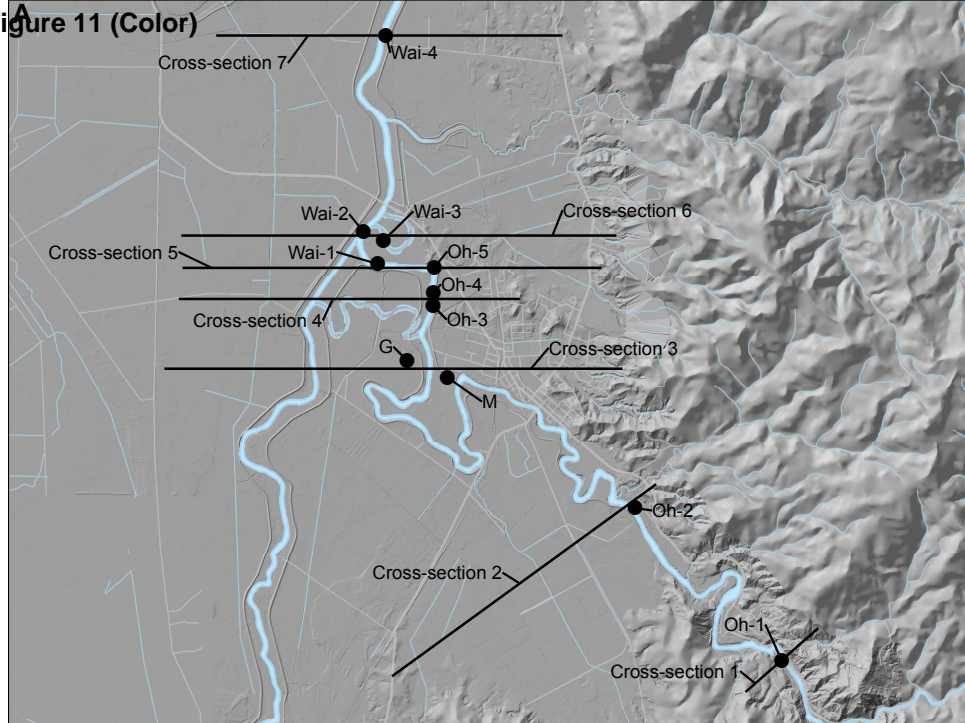 A
igure 11 (Color)
Wai-4
Cross-section 7
Wai-2
Wai-3
Cross-section 6
Cross-section 5
Wai-1
Oh-5
Oh-4
Cross-section 4
Oh-3
G
Cross-section 3
M
Oh-2
Cross-section 2
Oh-1
Cross-section 1